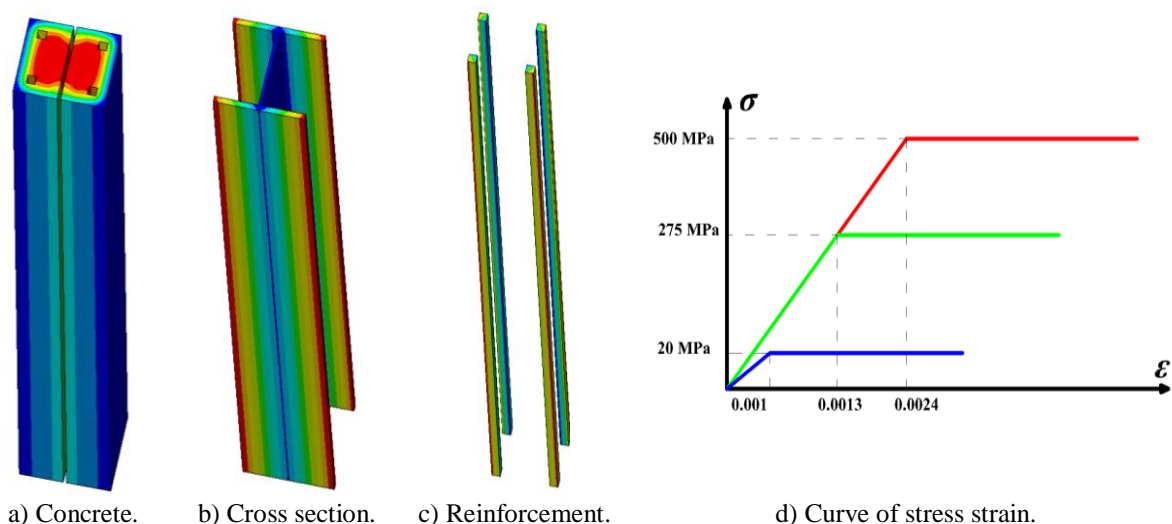 σ
500 MPa
275 MPa
20 MPa
ε
0.001 0.0013 0.0024
a) Concrete. b) Cross section. c) Reinforcement. d) Curve of stress strain.